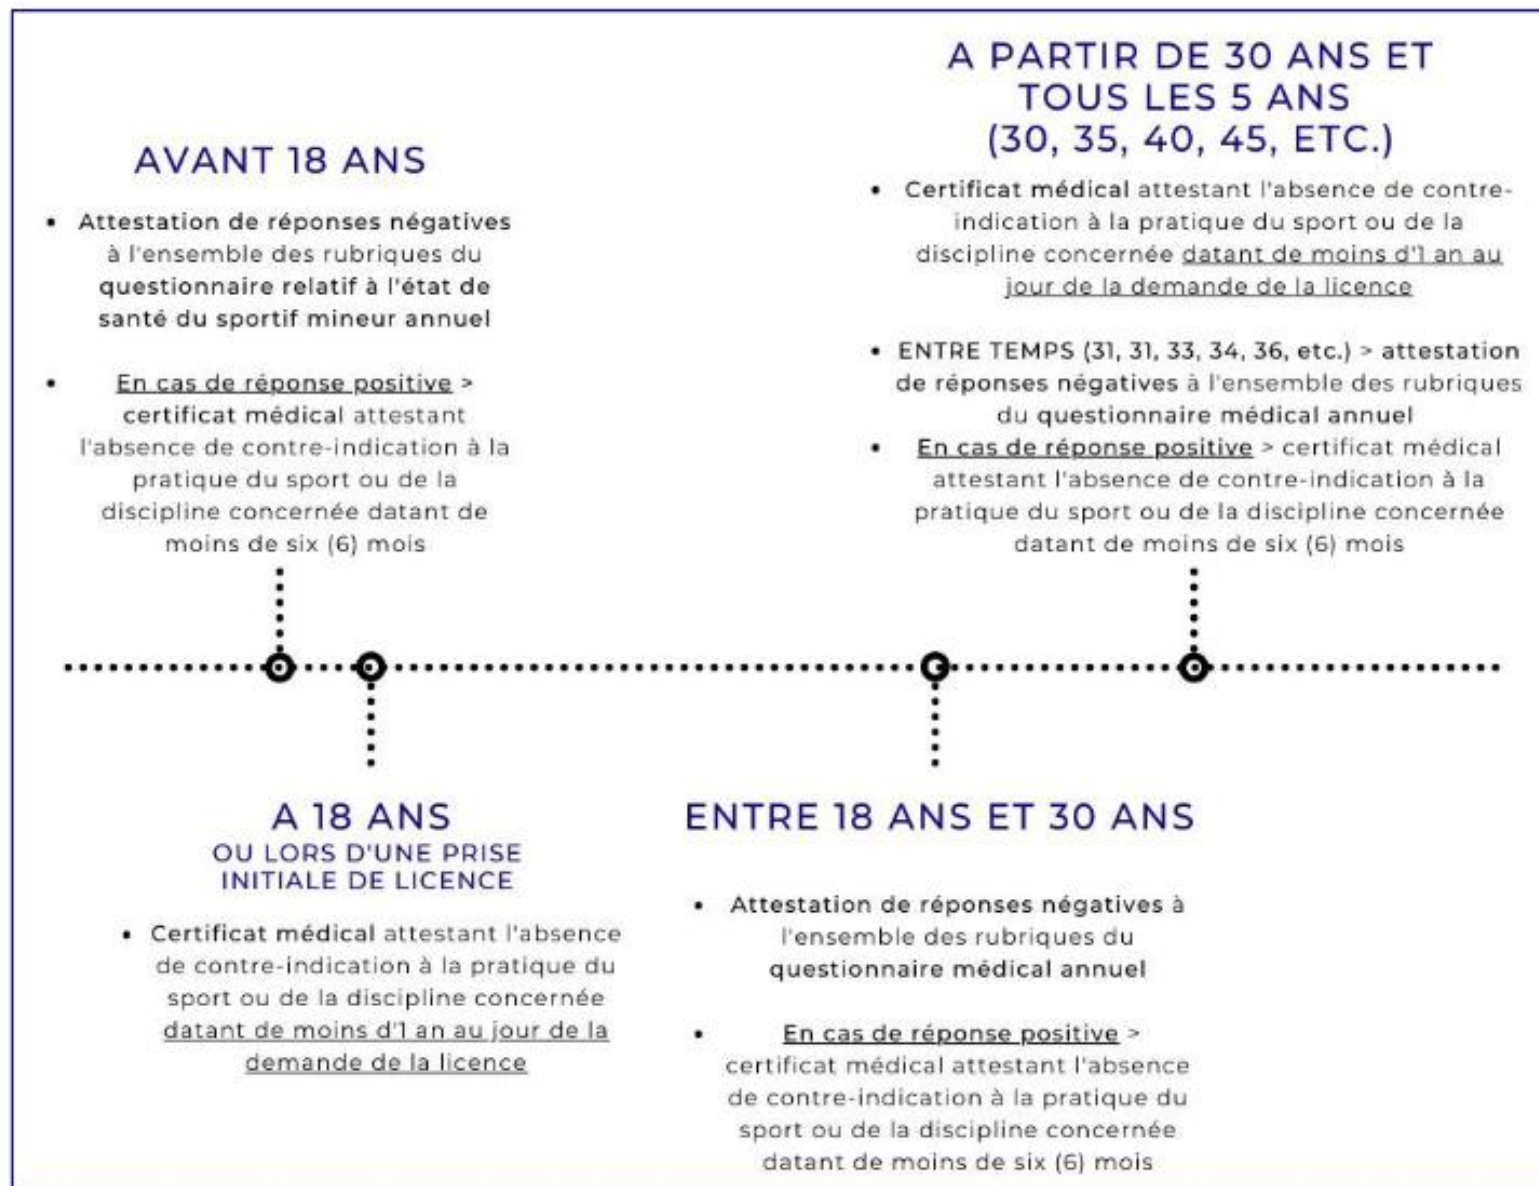 AVANT 18 ANS
• Attestation de réponses négatives
à l'ensemble des rubriques du
questionnaire relatif à l'état de
santé du sportif mineur annuel
• En cas de réponse positive >
certificat médical attestant
l'absence de contre-indication à la
pratique du sport ou de la
discipline concernée datant de
moins de six (6) mois
A PARTIR DE 30 ANS ET
TOUS LES 5 ANS
(30, 35, 40, 45, ETC.)
• Certificat médical attestant l'absence de contre-
indication à la pratique du sport ou de la
discipline concernée datant de moins d'1 an au
jour de la demande de la licence
• ENTRE TEMPS (31, 31, 33, 34, 36, etc.) > attestation
de réponses négatives à l'ensemble des rubriques
du questionnaire médical annuel
• En cas de réponse positive > certificat médical
attestant l'absence de contre-indication à la
pratique du sport ou de la discipline concernée
datant de moins de six (6) mois
A 18 ANS
OU LORS D'UNE PRISE
INITIALE DE LICENCE
• Certificat médical attestant l'absence
de contre-indication à la pratique du
sport ou de la discipline concernée
datant de moins d'1 an au jour de la
demande de la licence
ENTRE 18 ANS ET 30 ANS
• Attestation de réponses négatives à
l'ensemble des rubriques du
questionnaire médical annuel
• En cas de réponse positive >
certificat médical attestant l'absence
de contre-indication à la pratique du
sport ou de la discipline concernée
datant de moins de six (6) mois